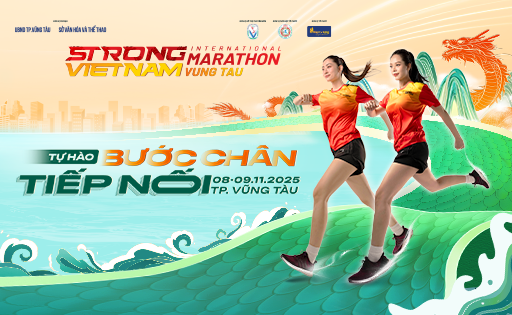 UBND TP.VŨNG TÀU
SỞ VĂN HÓA VÀ THỂ THAO
STRONG
VIETNAM
INTERNATIONAL
MARATHON
VUNG TAU
TỰ HÀO
BƯỚC CHÂN
TIẾP NỐI
08-09.11.2025
TP. VŨNG TÀU